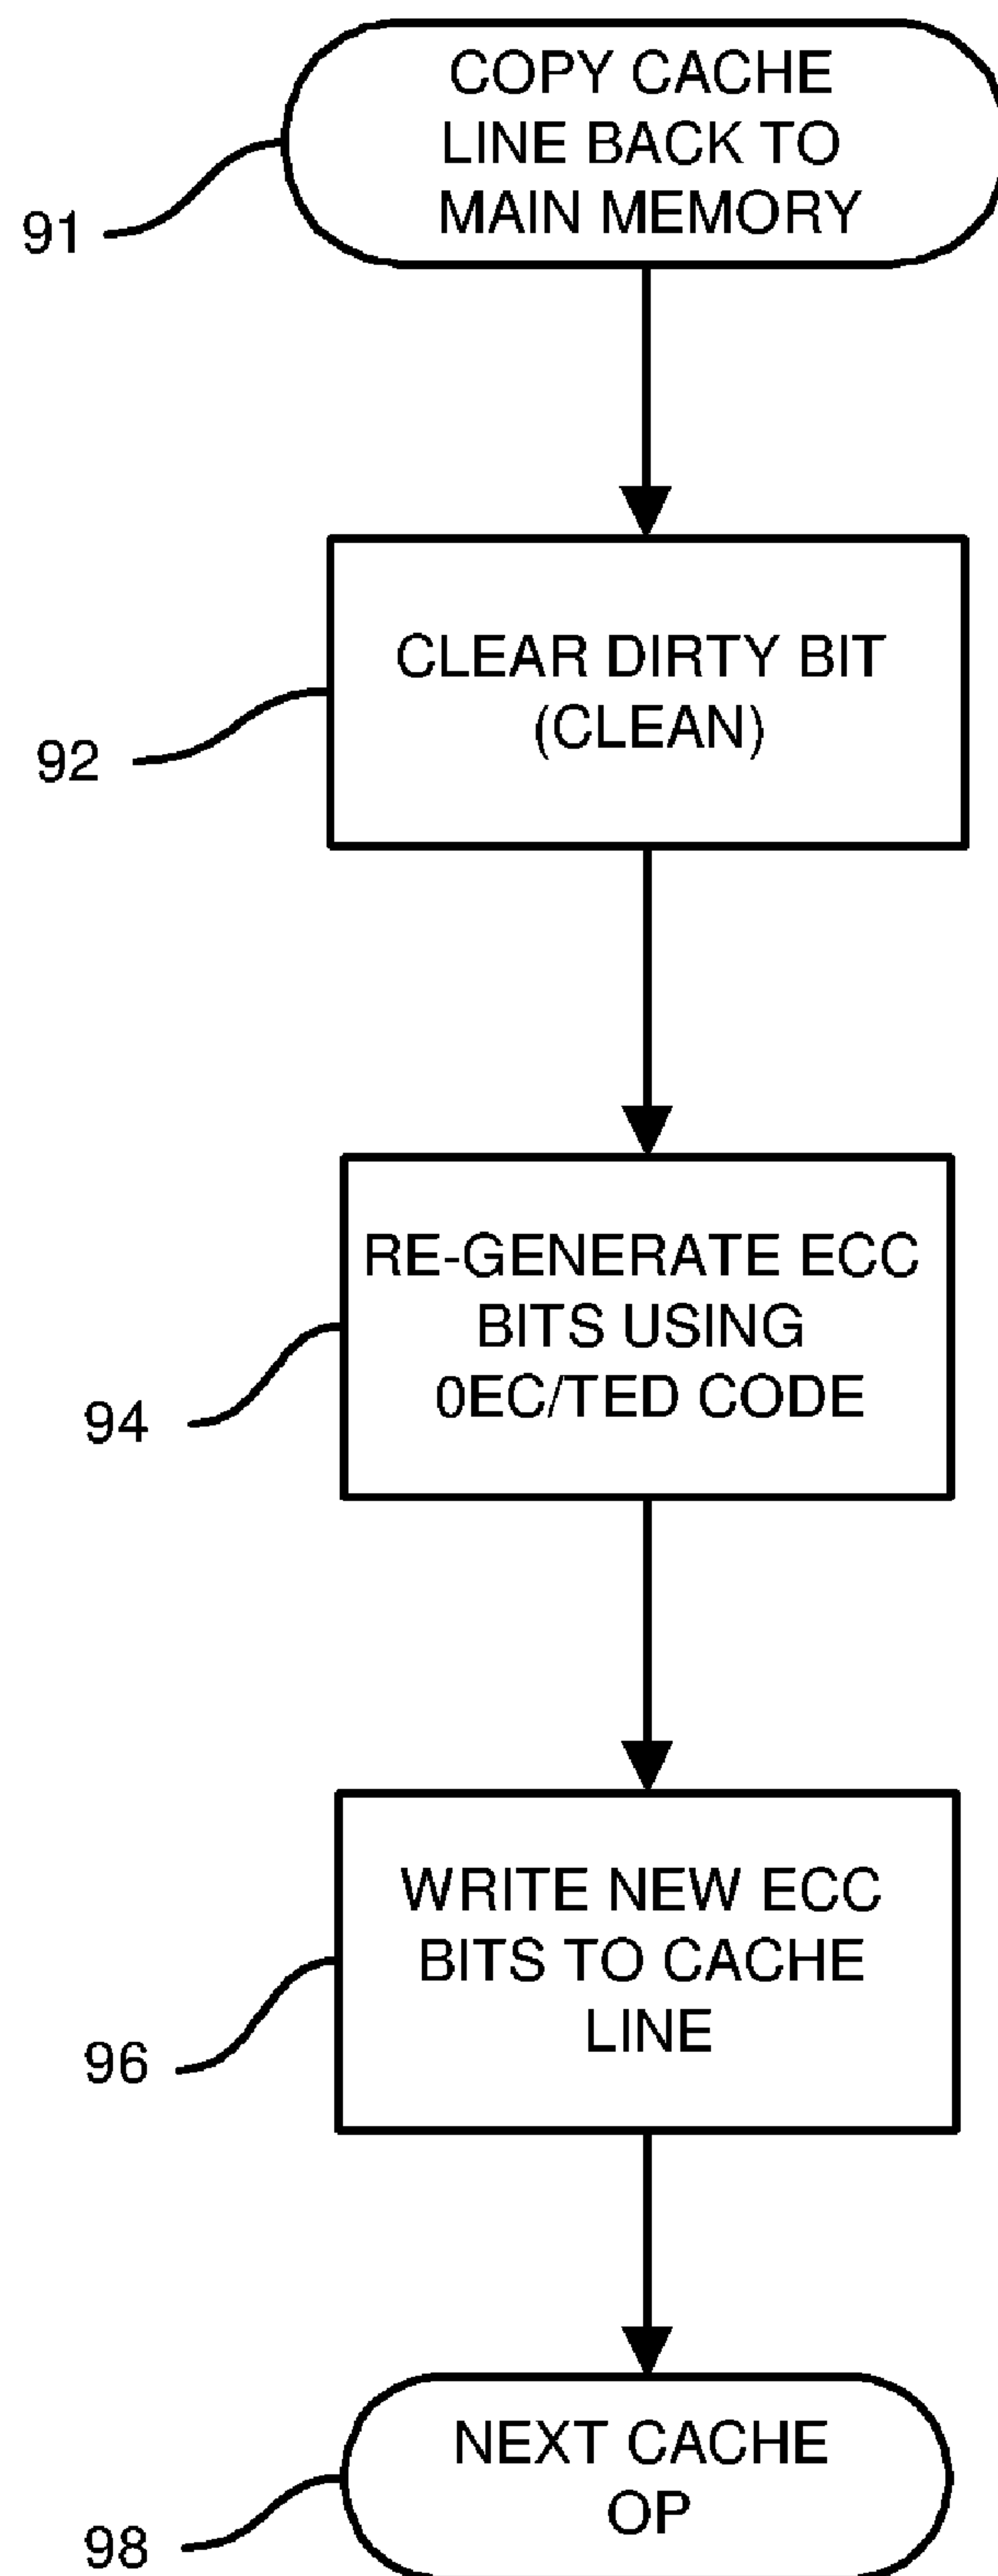 COPY CACHE
LINE BACK TO
MAIN MEMORY
91
CLEAR DIRTY BIT
(CLEAN)
92
RE-GENERATE ECC
BITS USING
0EC/TED CODE
94
WRITE NEW ECC
BITS TO CACHE
LINE
96
NEXT CACHE
OP
98